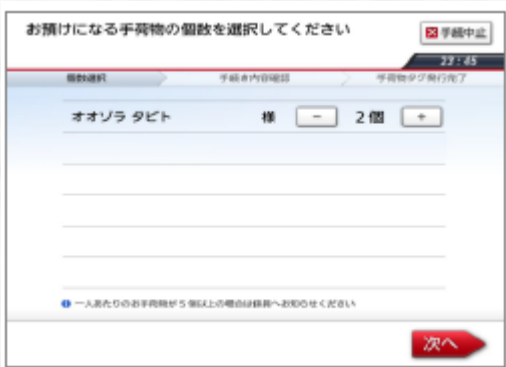 お預けになる手荷物の個数を選択してください
手続中止
23:45
個数選択
手続き内容確認
手荷物タグ発行完了
オオゾラ タビト 様 - 2個 +
一人あたりのお手荷物が5個以上の場合は係員へお知らせください
次へ